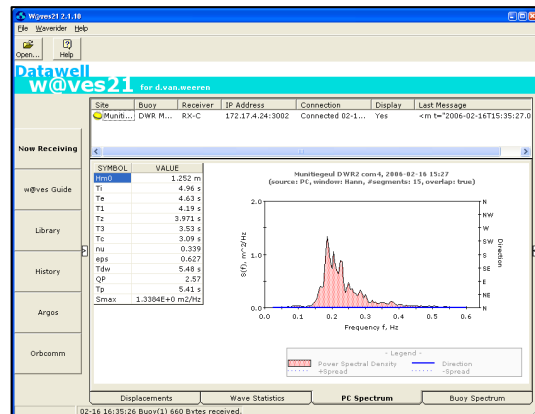 W@ves21 2.1.10
File Waverider Help
Open... Help
Datawell
w@ves21 for d.van.weeren
Site Buoy Receiver IP Address Connection Display Last Message
Muniti... DWR M... RX-C 172.17.4.24:3002 Connected 02-1... Yes <m t="2006-02-16T15:35:27.0
Now Receiving
w@ves Guide
Library
History
Argos
Orbcomm
SYMBOL VALUE
Hm0 1.252 m
Ti 4.96 s
Te 4.63 s
T1 4.19 s
Tz 3.971 s
T3 3.53 s
Tc 3.09 s
nu 0.339
eps 0.627
Tdw 5.48 s
QP 2.57
Tp 5.41 s
Smax 1.3384E+0 m2/Hz
Munitiegeul DWR2 com4, 2006-02-16 15:27
(source: PC, window: Hann, #segments: 15, overlap: true)
2.0
1.0
0.0
S(f), m^2/Hz
0.0 0.1 0.2 0.3 0.4 0.5 0.6
Frequency f, Hz
N
NW
W
SW
S
SE
E
NE
N
Direction
- Legend -
Power Spectral Density Direction
+Spread -Spread
Displacements Wave Statistics PC Spectrum Buoy Spectrum
02-16 16:35:26 Buoy(1) 660 Bytes received.